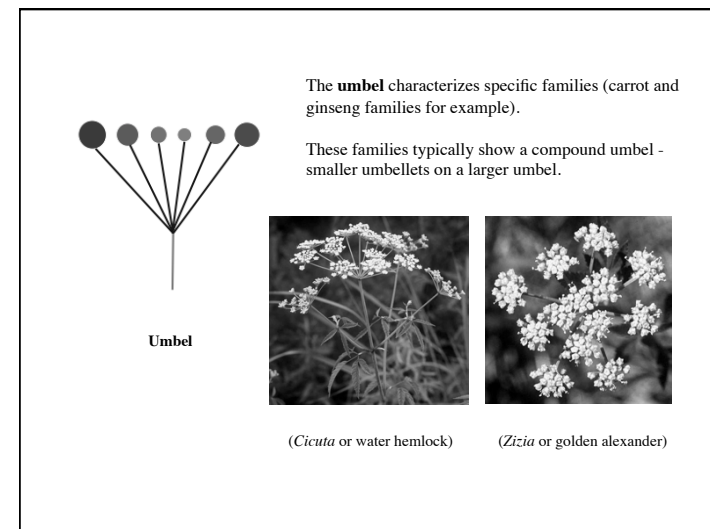 The umbel characterizes specific families (carrot and
ginseng families for example).
These families typically show a compound umbel -
smaller umbellets on a larger umbel.
Umbel
(Cicuta or water hemlock)
(Zizia or golden alexander)